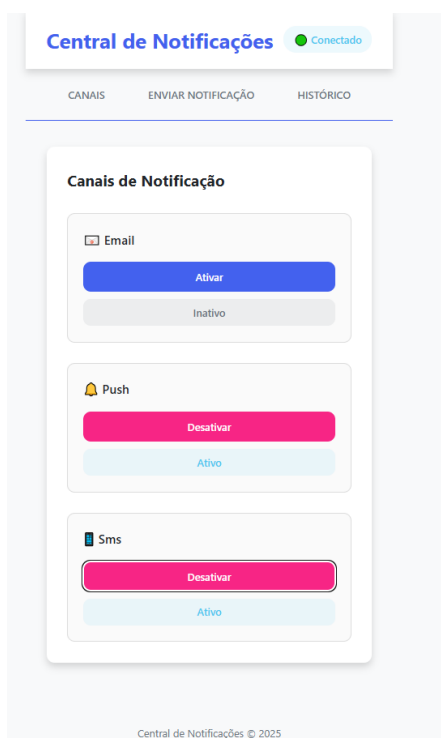 Central de Notificações
Conectado
CANAIS ENVIAR NOTIFICAÇÃO HISTÓRICO
Canais de Notificação
Email
Ativar
Inativo
Push
Desativar
Ativo
Sms
Desativar
Ativo
Central de Notificações © 2025